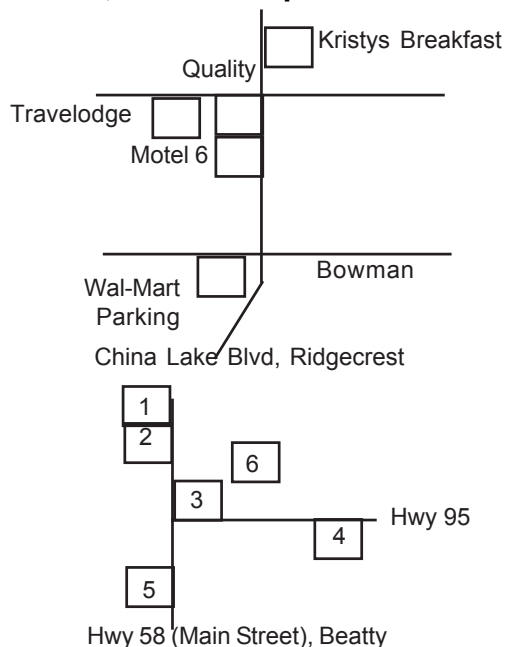 Kristys Breakfast
Quality
Travelodge
Motel 6
Bowman
Wal-Mart
Parking
China Lake Blvd, Ridgecrest
1
2
6
3
Hwy 95
4
5
Hwy 58 (Main Street), Beatty